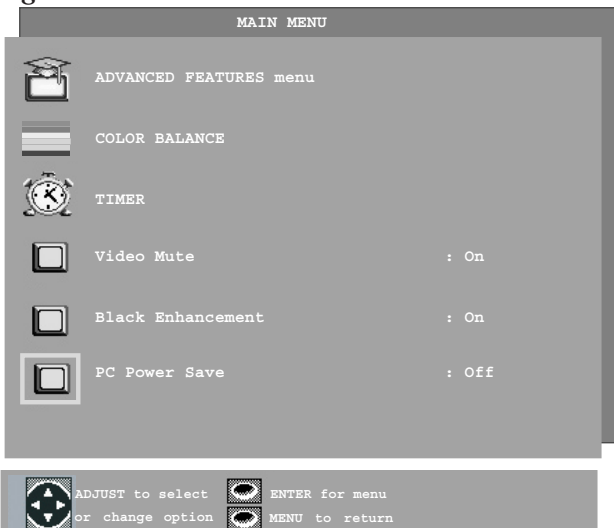 MAIN MENU
ADVANCED FEATURES menu
COLOR BALANCE
TIMER
Video Mute : On
Black Enhancement : On
PC Power Save : Off
ADJUST to select ENTER for menu
or change option MENU to return